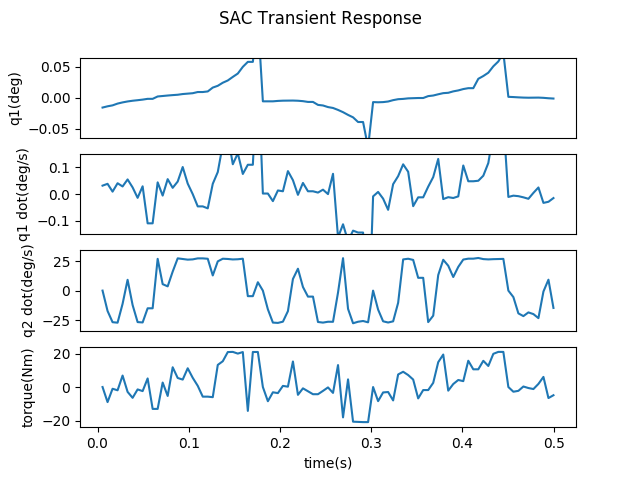 SAC Transient Response
q1(deg)
0.05
0.00
−0.05
q1 dot(deg/s)
0.1
0.0
−0.1
q2 dot(deg/s)
25
0
−25
torque(Nm)
20
0
−20
0.0 0.1 0.2 0.3 0.4 0.5
time(s)